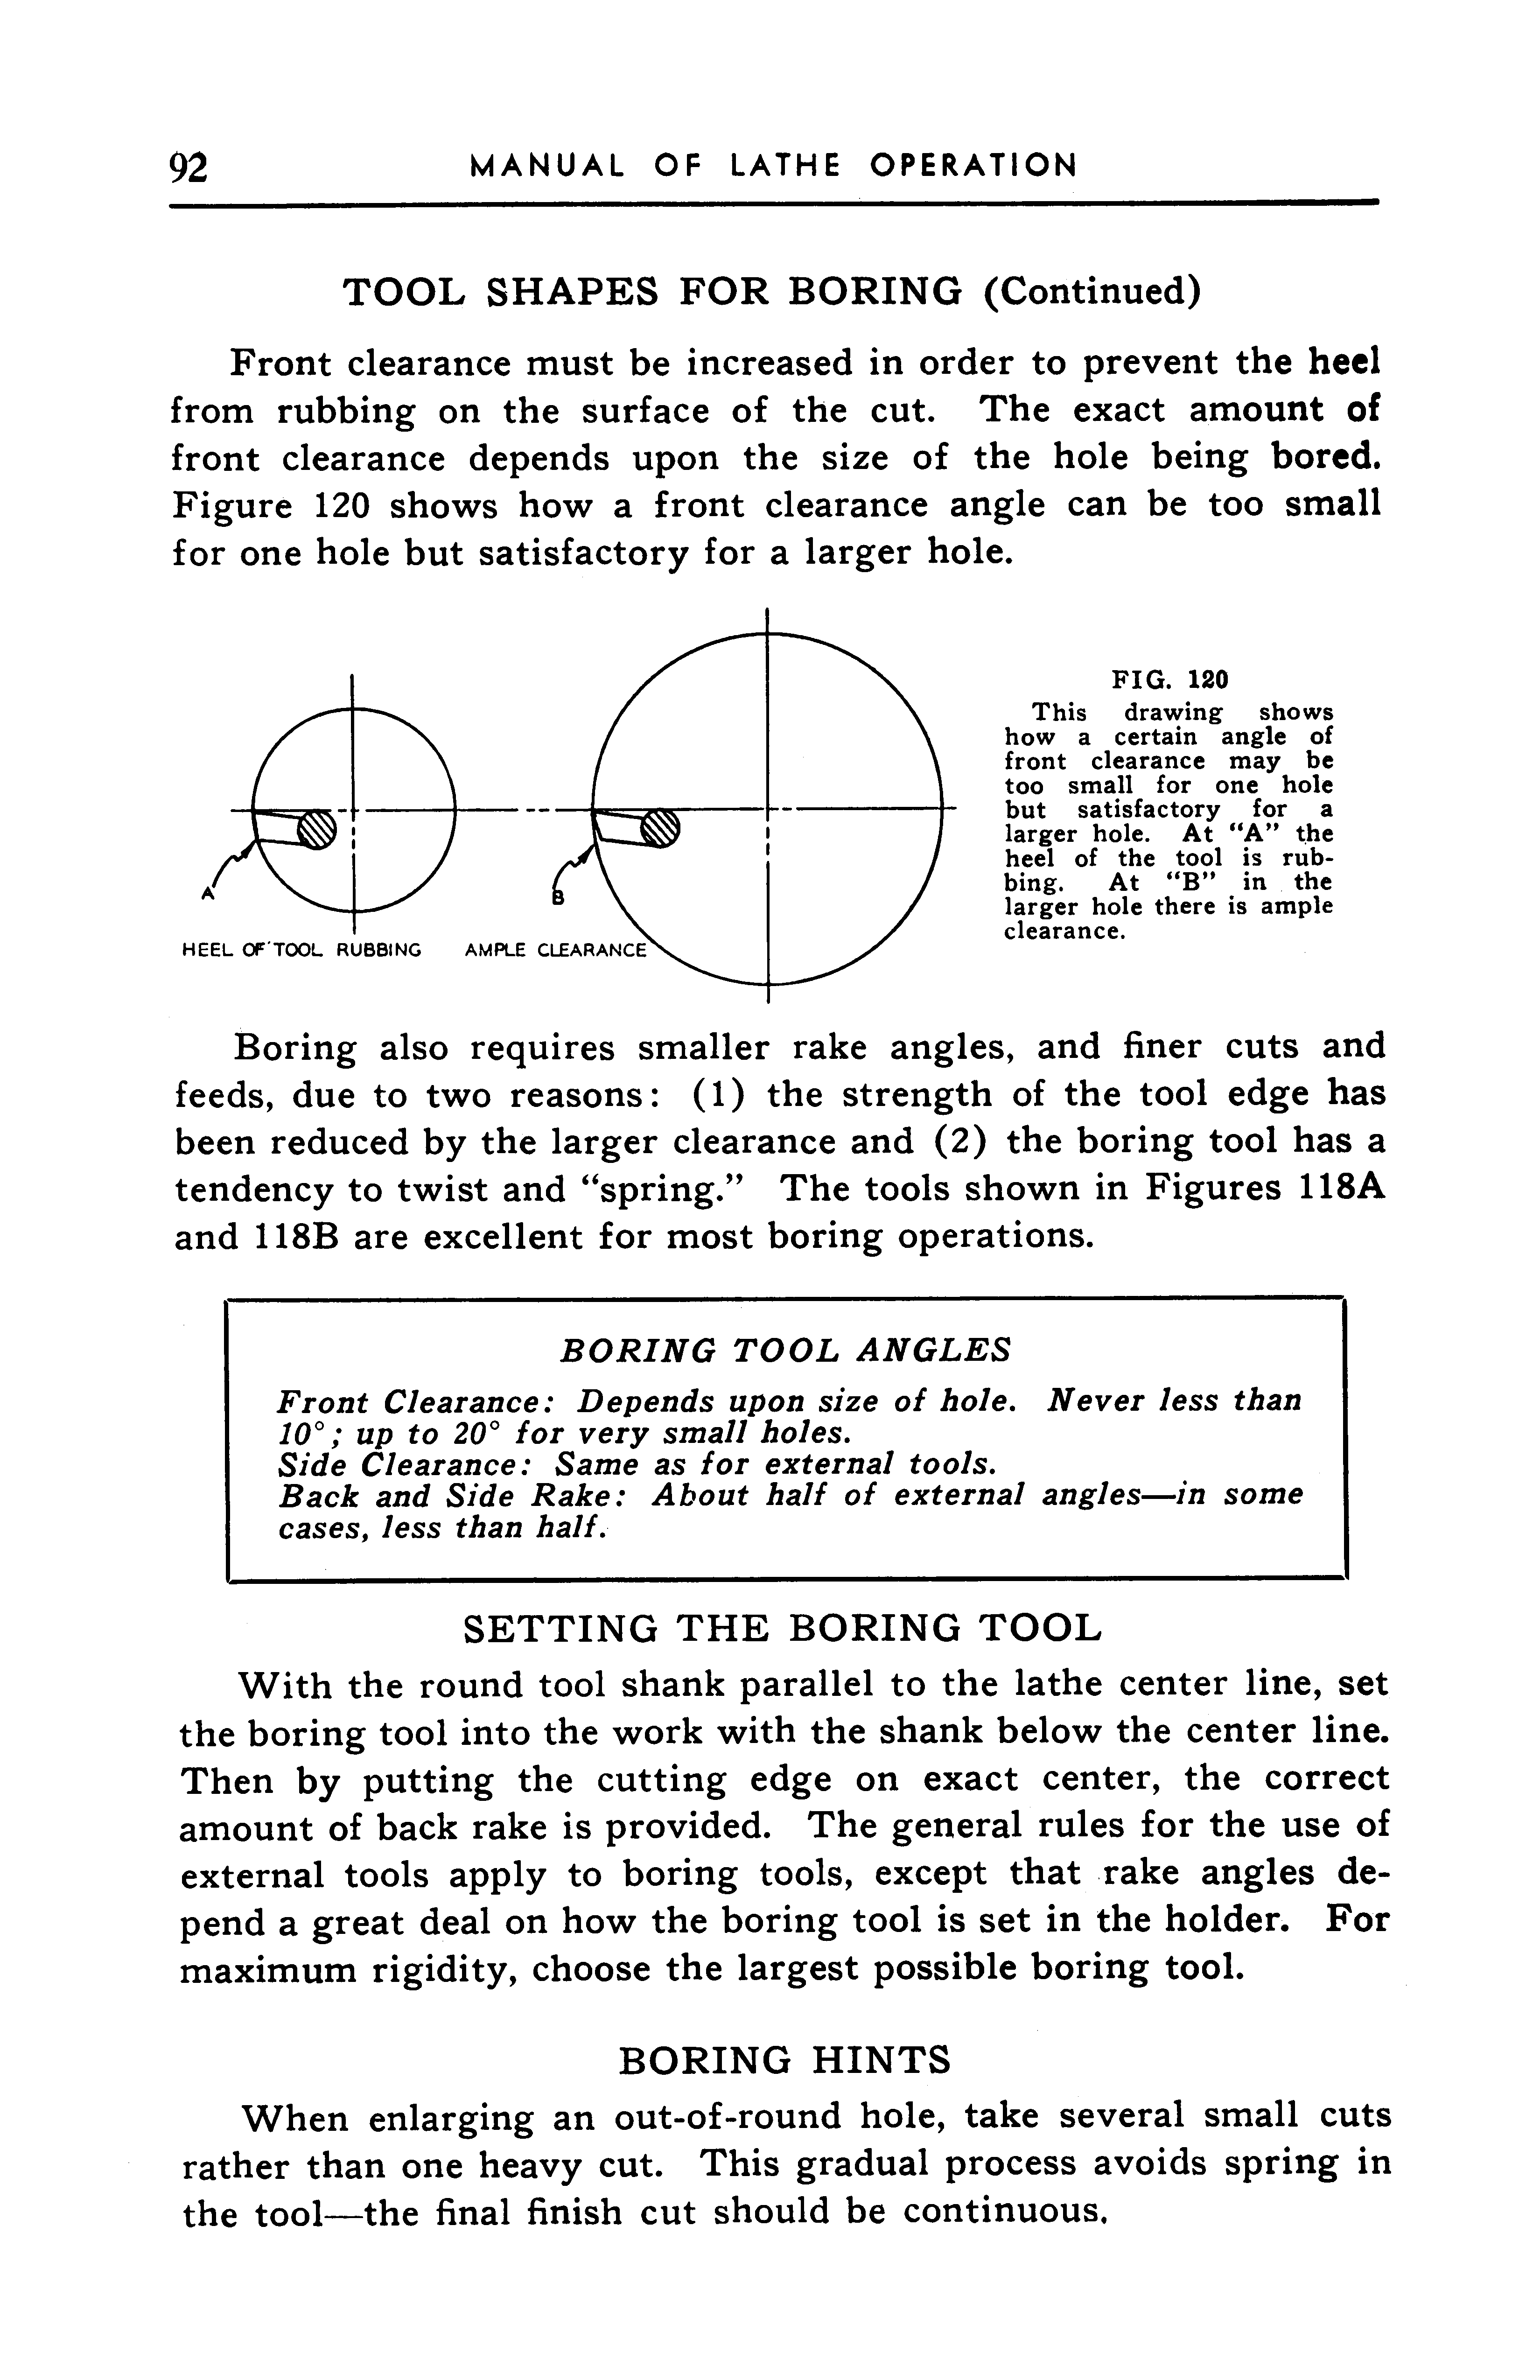 92 MANUAL OF LATHE OPERATION
TOOL SHAPES FOR BORING (Continued)
Front clearance must be increased in order to prevent the heel
from rubbing on the surface of the cut. The exact amount of
front clearance depends upon the size of the hole being bored.
Figure 120 shows how a front clearance angle can be too small
for one hole but satisfactory for a larger hole.
A
HEEL OF TOOL RUBBING
B
AMPLE CLEARANCE
FIG. 120
This drawing shows
how a certain angle of
front clearance may be
too small for one hole
but satisfactory for a
larger hole. At “A” the
heel of the tool is rub-
bing. At “B” in the
larger hole there is ample
clearance.
Boring also requires smaller rake angles, and finer cuts and
feeds, due to two reasons: (1) the strength of the tool edge has
been reduced by the larger clearance and (2) the boring tool has a
tendency to twist and “spring.” The tools shown in Figures 118A
and 118B are excellent for most boring operations.
BORING TOOL ANGLES
Front Clearance: Depends upon size of hole. Never less than
10°; up to 20° for very small holes.
Side Clearance: Same as for external tools.
Back and Side Rake: About half of external angles—in some
cases, less than half.
SETTING THE BORING TOOL
With the round tool shank parallel to the lathe center line, set
the boring tool into the work with the shank below the center line.
Then by putting the cutting edge on exact center, the correct
amount of back rake is provided. The general rules for the use of
external tools apply to boring tools, except that rake angles de-
pend a great deal on how the boring tool is set in the holder. For
maximum rigidity, choose the largest possible boring tool.
BORING HINTS
When enlarging an out-of-round hole, take several small cuts
rather than one heavy cut. This gradual process avoids spring in
the tool—the final finish cut should be continuous.